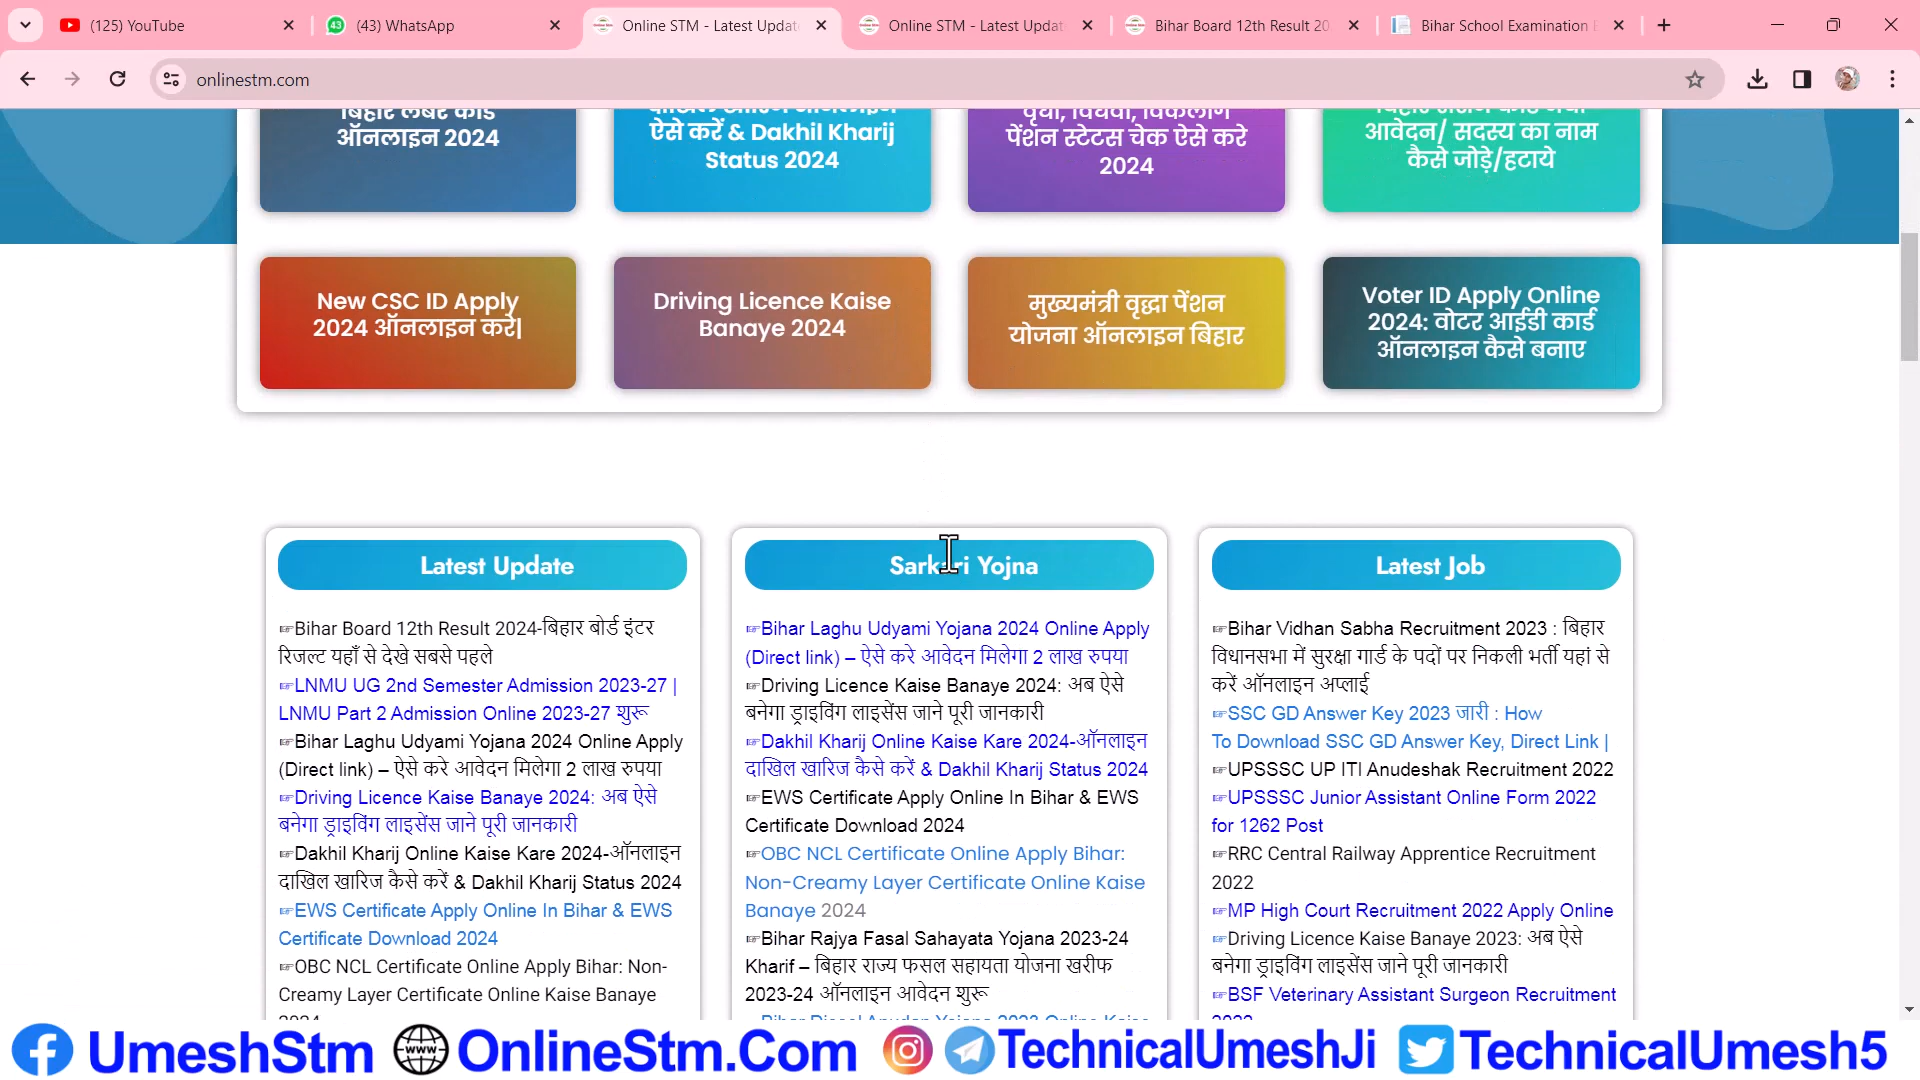 (125) YouTube
(43) WhatsApp
Online STM - Latest Updat
Online STM - Latest Updat
Bihar Board 12th Result 20
Bihar School Examination
onlinestm.com
बिहार लेबर कार्ड
ऑनलाइन 2024
ऐसे करें & Dakhil Kharij
Status 2024
पेंशन स्टेटस चेक ऐसे करे
2024
आवेदन/ सदस्य का नाम
कैसे जोड़े/हटाये
New CSC ID Apply
2024 ऑनलाइन करे|
Driving Licence Kaise
Banaye 2024
मुख्यमंत्री वृद्धा पेंशन
योजना ऑनलाइन बिहार
Voter ID Apply Online
2024: वोटर आईडी कार्ड
ऑनलाइन कैसे बनाए
Latest Update
☞Bihar Board 12th Result 2024-बिहार बोर्ड इंटर
रिजल्ट यहाँ से देखे सबसे पहले
☞LNMU UG 2nd Semester Admission 2023-27 |
LNMU Part 2 Admission Online 2023-27 शुरू
☞Bihar Laghu Udyami Yojana 2024 Online Apply
(Direct link) – ऐसे करे आवेदन मिलेगा 2 लाख रुपया
☞Driving Licence Kaise Banaye 2024: अब ऐसे
बनेगा ड्राइविंग लाइसेंस जाने पूरी जानकारी
☞Dakhil Kharij Online Kaise Kare 2024-ऑनलाइन
दाखिल खारिज कैसे करें & Dakhil Kharij Status 2024
☞EWS Certificate Apply Online In Bihar & EWS
Certificate Download 2024
☞OBC NCL Certificate Online Apply Bihar: Non-
Creamy Layer Certificate Online Kaise Banaye
2024
Sarkari Yojna
☞Bihar Laghu Udyami Yojana 2024 Online Apply
(Direct link) – ऐसे करे आवेदन मिलेगा 2 लाख रुपया
☞Driving Licence Kaise Banaye 2024: अब ऐसे
बनेगा ड्राइविंग लाइसेंस जाने पूरी जानकारी
☞Dakhil Kharij Online Kaise Kare 2024-ऑनलाइन
दाखिल खारिज कैसे करें & Dakhil Kharij Status 2024
☞EWS Certificate Apply Online In Bihar & EWS
Certificate Download 2024
☞OBC NCL Certificate Online Apply Bihar:
Non-Creamy Layer Certificate Online Kaise
Banaye 2024
☞Bihar Rajya Fasal Sahayata Yojana 2023-24
Kharif – बिहार राज्य फसल सहायता योजना खरीफ
2023-24 ऑनलाइन आवेदन शुरू
☞Bihar Diesel Anudan Yojana 2023 Online Kaise
Latest Job
☞Bihar Vidhan Sabha Recruitment 2023 : बिहार
विधानसभा में सुरक्षा गार्ड के पदों पर निकली भर्ती यहां से
करें ऑनलाइन अप्लाई
☞SSC GD Answer Key 2023 जारी : How
To Download SSC GD Answer Key, Direct Link |
☞UPSSSC UP ITI Anudeshak Recruitment 2022
☞UPSSSC Junior Assistant Online Form 2022
for 1262 Post
☞RRC Central Railway Apprentice Recruitment
2022
☞MP High Court Recruitment 2022 Apply Online
☞Driving Licence Kaise Banaye 2023: अब ऐसे
बनेगा ड्राइविंग लाइसेंस जाने पूरी जानकारी
☞BSF Veterinary Assistant Surgeon Recruitment
2022
UmeshStm
www
OnlineStm.Com
TechnicalUmeshJi
TechnicalUmesh5